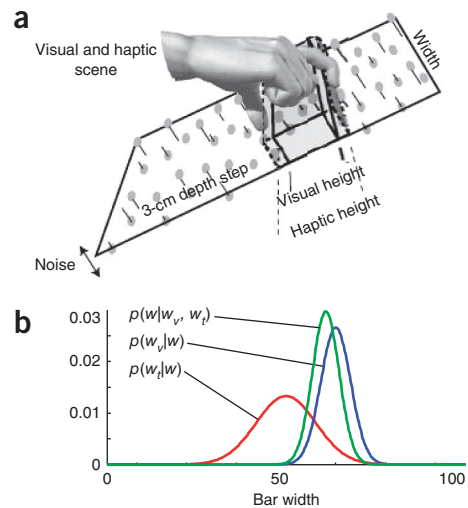 a
Visual and haptic
scene
Width
3-cm depth step
Visual height
Haptic height
Noise
b
p(w|w_v, w_t)
p(w_v|w)
p(w_t|w)
0.03
0.02
0.01
0
0 50 100
Bar width